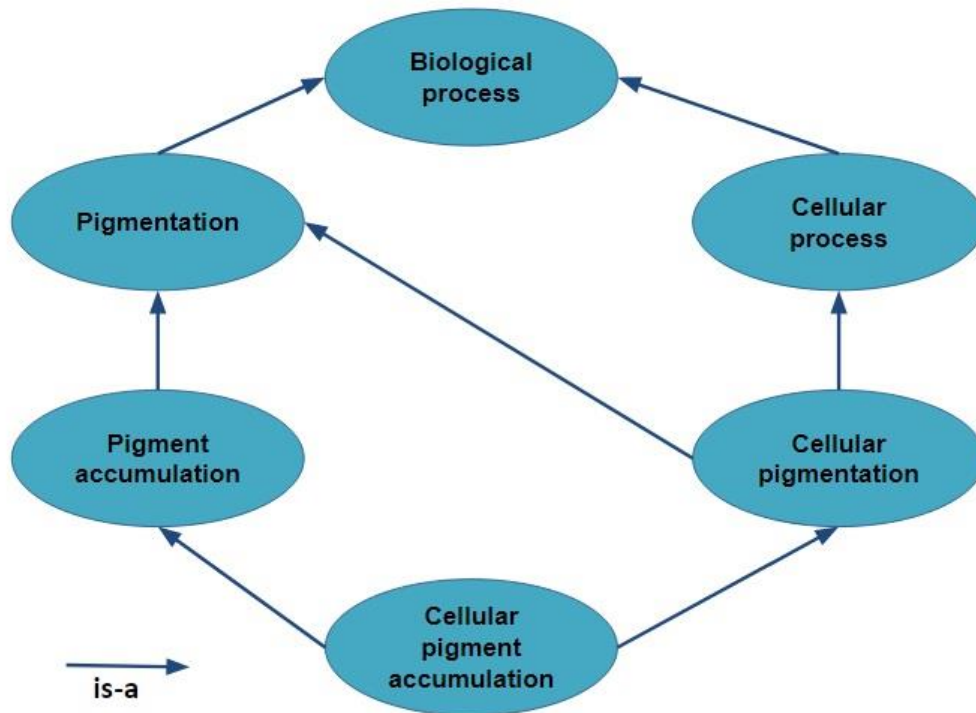 Biological
process
Pigmentation
Cellular
process
Pigment
accumulation
Cellular
pigmentation
Cellular
pigment
accumulation
is-a